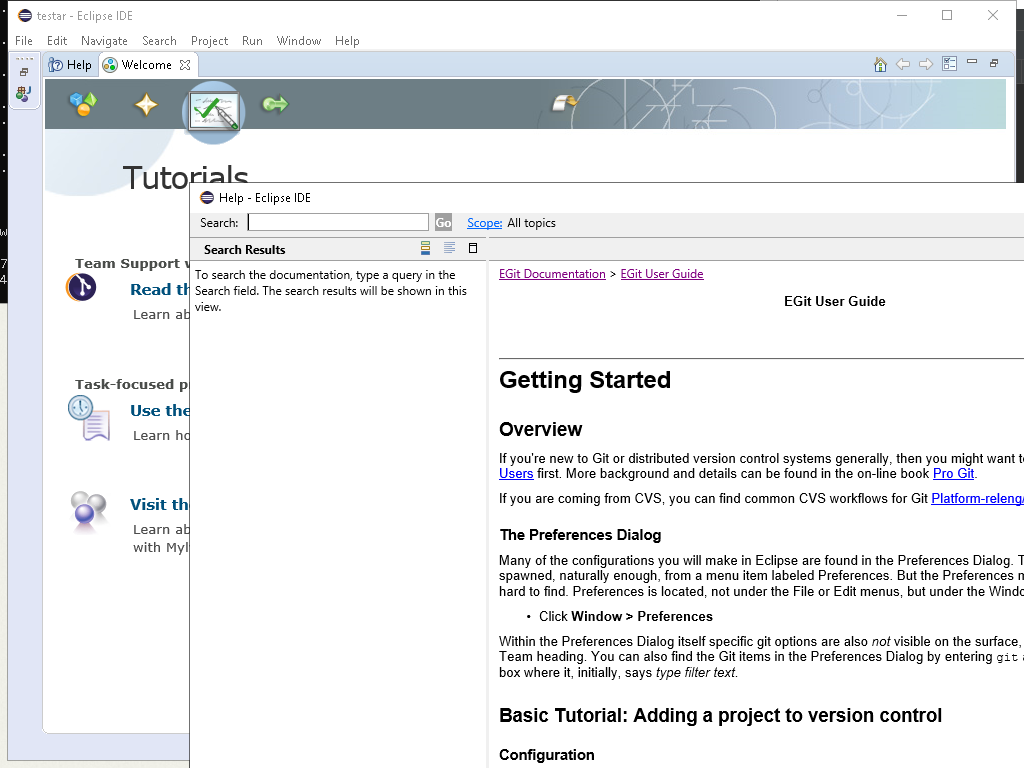 testar - Eclipse IDE
File Edit Navigate Search Project Run Window Help
Help Welcome
Tutorials
Team Support
Read
Learn
Task-focused
Use the
Learn
Visit
Learn
with
Help - Eclipse IDE
Search: Go Scope: All topics
Search Results
To search the documentation, type a query in the
Search field. The search results will be shown in this
view.
EGit Documentation > EGit User Guide
EGit User Guide
Getting Started
Overview
If you're new to Git or distributed version control systems generally, then you might want
Users first. More background and details can be found in the on-line book Pro Git.
If you are coming from CVS, you can find common CVS workflows for Git Platform-releng/
The Preferences Dialog
Many of the configurations you will make in Eclipse are found in the Preferences Dialog.
spawned, naturally enough, from a menu item labeled Preferences. But the Preferences
hard to find. Preferences is located, not under the File or Edit menus, but under the
• Click Window > Preferences
Within the Preferences Dialog itself specific git options are also not visible on the surface,
Team heading. You can also find the Git items in the Preferences Dialog by entering git
box where it, initially, says type filter text.
Basic Tutorial: Adding a project to version control
Configuration